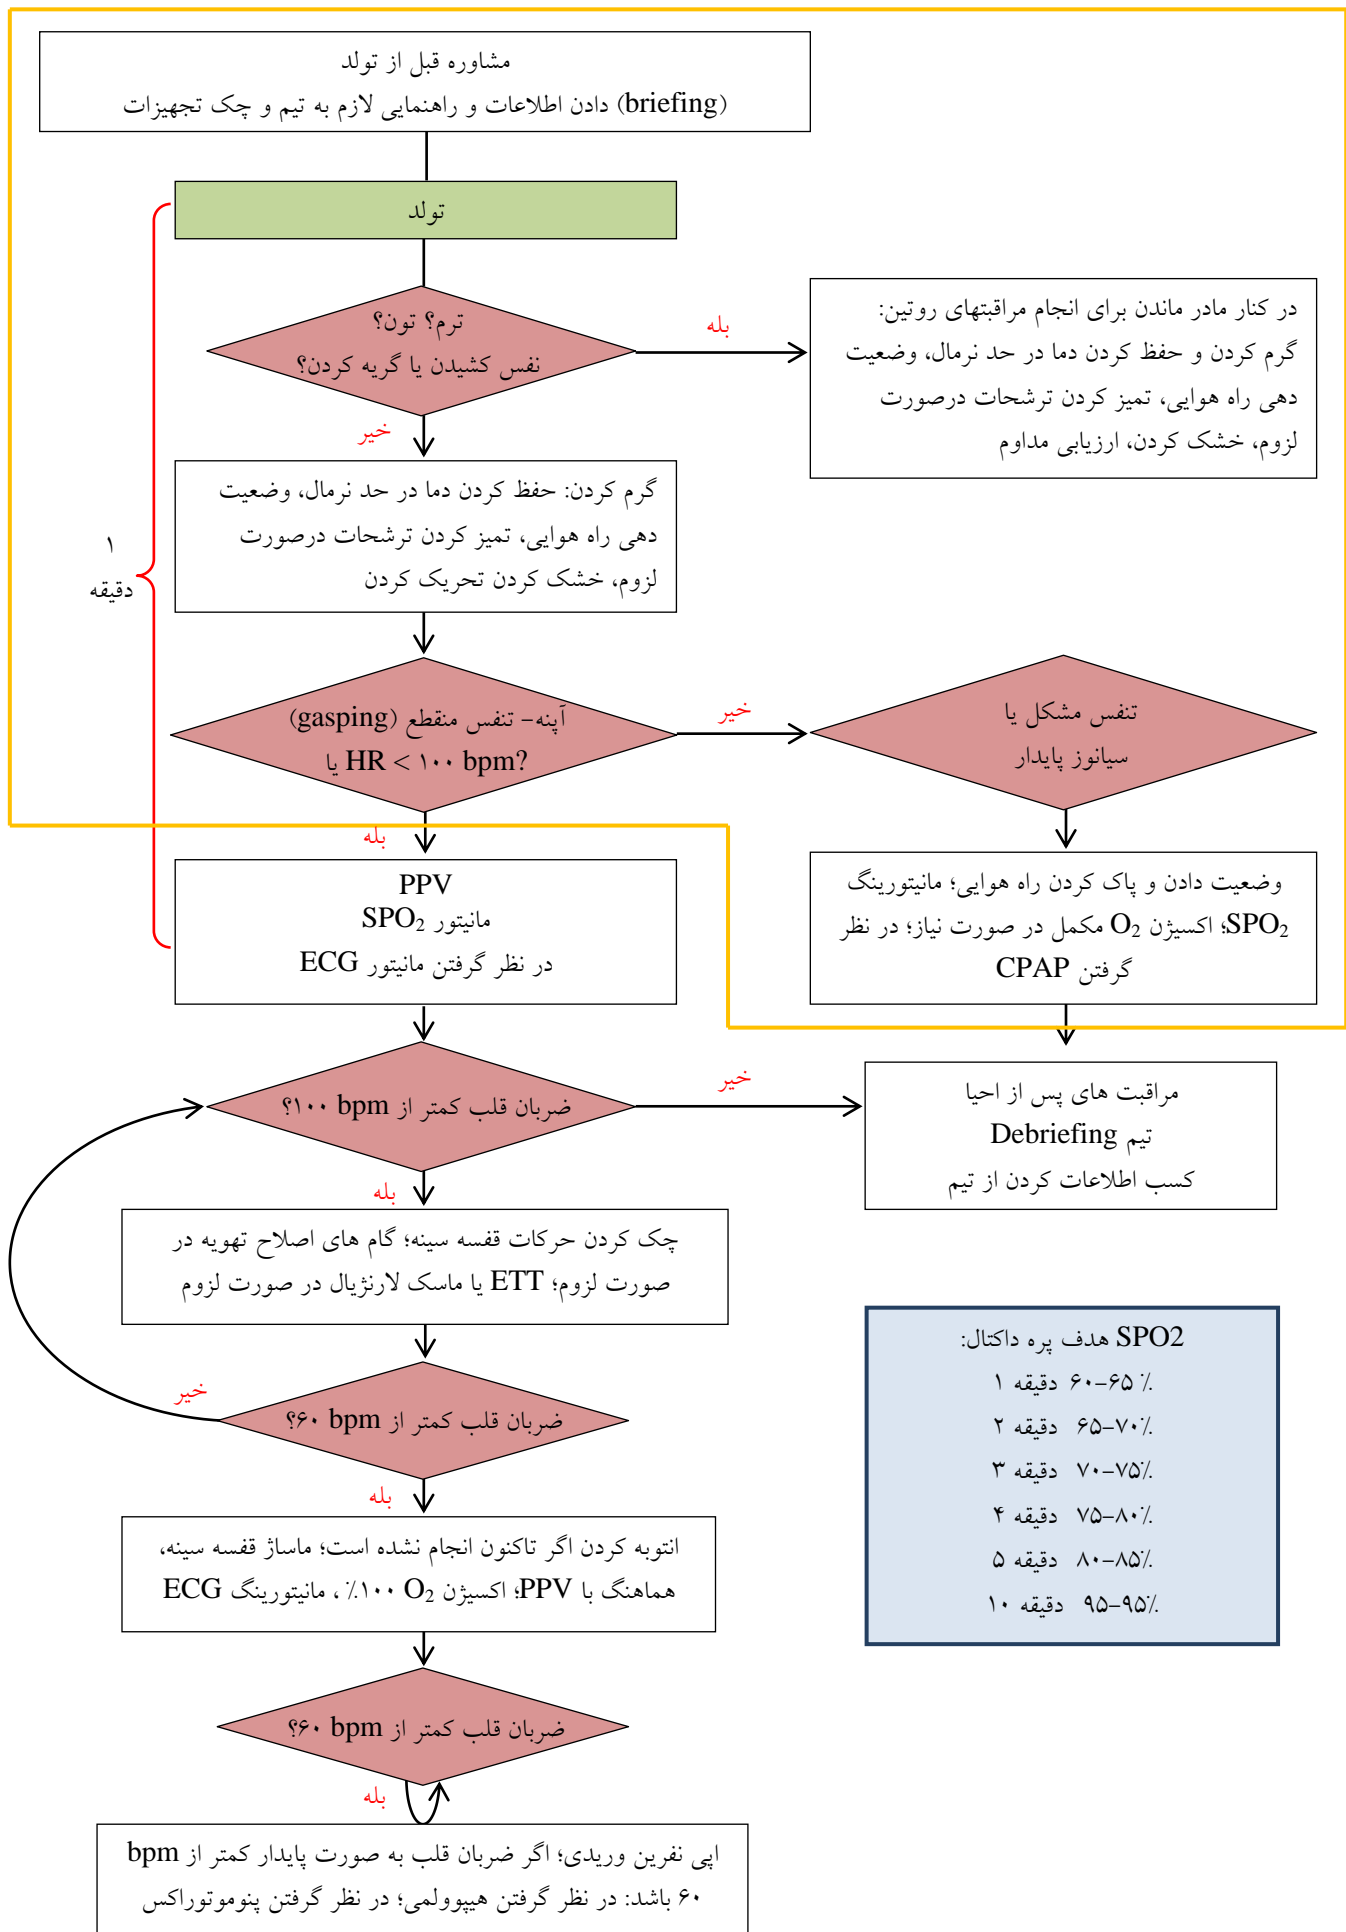 مشاوره قبل از تولد
(briefing) دادن اطلاعات و راهنمایی لازم به تیم و چک تجهیزات
تولد
ترم؟ تون؟
نفس کشیدن یا گریه کردن؟
بله
در کنار مادر ماندن برای انجام مراقبتهای روتین:
گرم کردن و حفظ کردن دما در حد نرمال، وضعیت
دهی راه هوایی، تمیز کردن ترشحات درصورت
لزوم، خشک کردن، ارزیابی مداوم
خیر
گرم کردن: حفظ کردن دما در حد نرمال، وضعیت
دهی راه هوایی، تمیز کردن ترشحات درصورت
لزوم، خشک کردن تحریک کردن
۱
دقیقه
آپنه- تنفس منقطع (gasping)
یا HR < ۱۰۰ bpm?
خیر
تنفس مشکل یا
سیانوز پایدار
بله
PPV
مانیتور SPO₂
در نظر گرفتن مانیتور ECG
وضعیت دادن و پاک کردن راه هوایی؛ مانیتورینگ
SPO₂؛ اکسیژن O₂ مکمل در صورت نیاز؛ در نظر
گرفتن CPAP
ضربان قلب کمتر از ۱۰۰ bpm؟
خیر
مراقبت های پس از احیا
تیم Debriefing
کسب اطلاعات کردن از تیم
بله
چک کردن حرکات قفسه سینه؛ گام های اصلاح تهویه در
صورت لزوم؛ ETT یا ماسک لارنژیال در صورت لزوم
خیر
ضربان قلب کمتر از ۶۰ bpm؟
بله
انتوبه کردن اگر تاکنون انجام نشده است؛ ماساژ قفسه سینه،
هماهنگ با PPV؛ اکسیژن O₂ ۱۰۰٪ ، مانیتورینگ ECG
SPO2 هدف پره داکتال:
٪ ۶۰-۶۵ دقیقه ۱
۶۵-۷۰٪ دقیقه ۲
۷۰-۷۵٪ دقیقه ۳
۷۵-۸۰٪ دقیقه ۴
۸۰-۸۵٪ دقیقه ۵
۹۵-۹۵٪ دقیقه ۱۰
ضربان قلب کمتر از ۶۰ bpm؟
بله
اپی نفرین وریدی؛ اگر ضربان قلب به صورت پایدار کمتر از bpm
۶۰ باشد: در نظر گرفتن هیپوولمی؛ در نظر گرفتن پنوموتوراکس